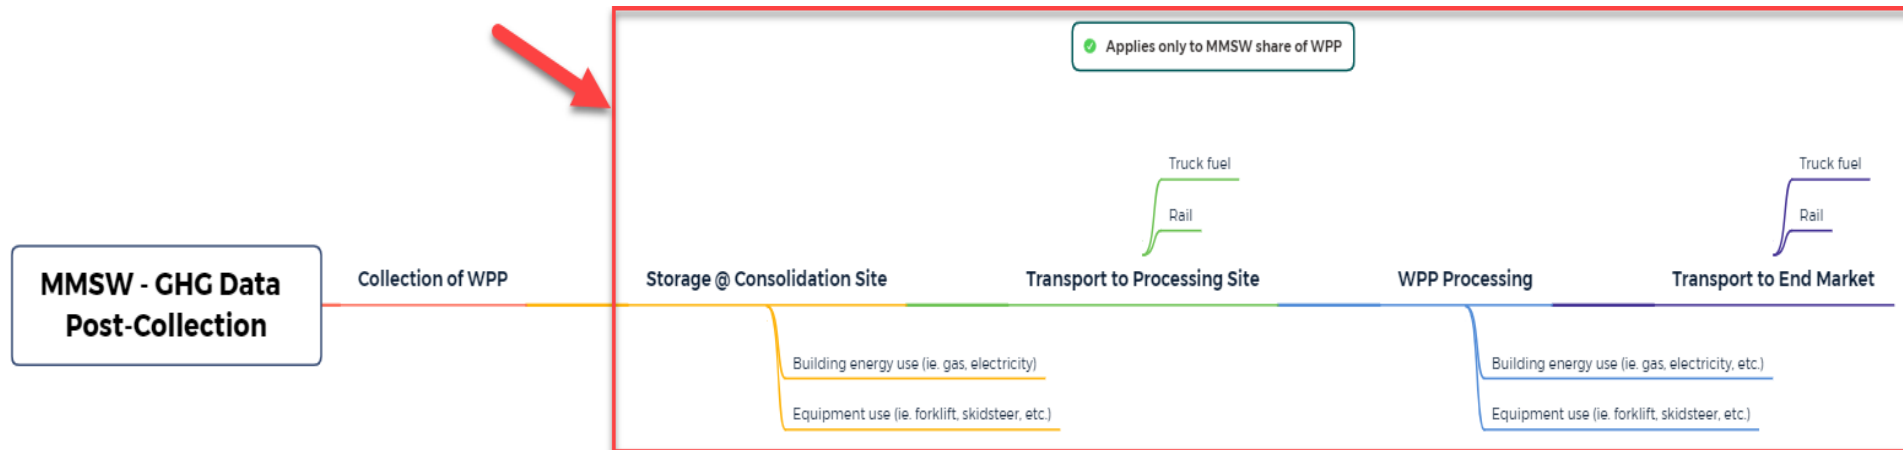 Applies only to MMSW share of WPP
Truck fuel
Rail
Truck fuel
Rail
MMSW - GHG Data
Post-Collection
Collection of WPP
Storage @ Consolidation Site
Transport to Processing Site
WPP Processing
Transport to End Market
Building energy use (ie. gas, electricity)
Equipment use (ie. forklift, skidsteer, etc.)
Building energy use (ie. gas, electricity, etc.)
Equipment use (ie. forklift, skidsteer, etc.)